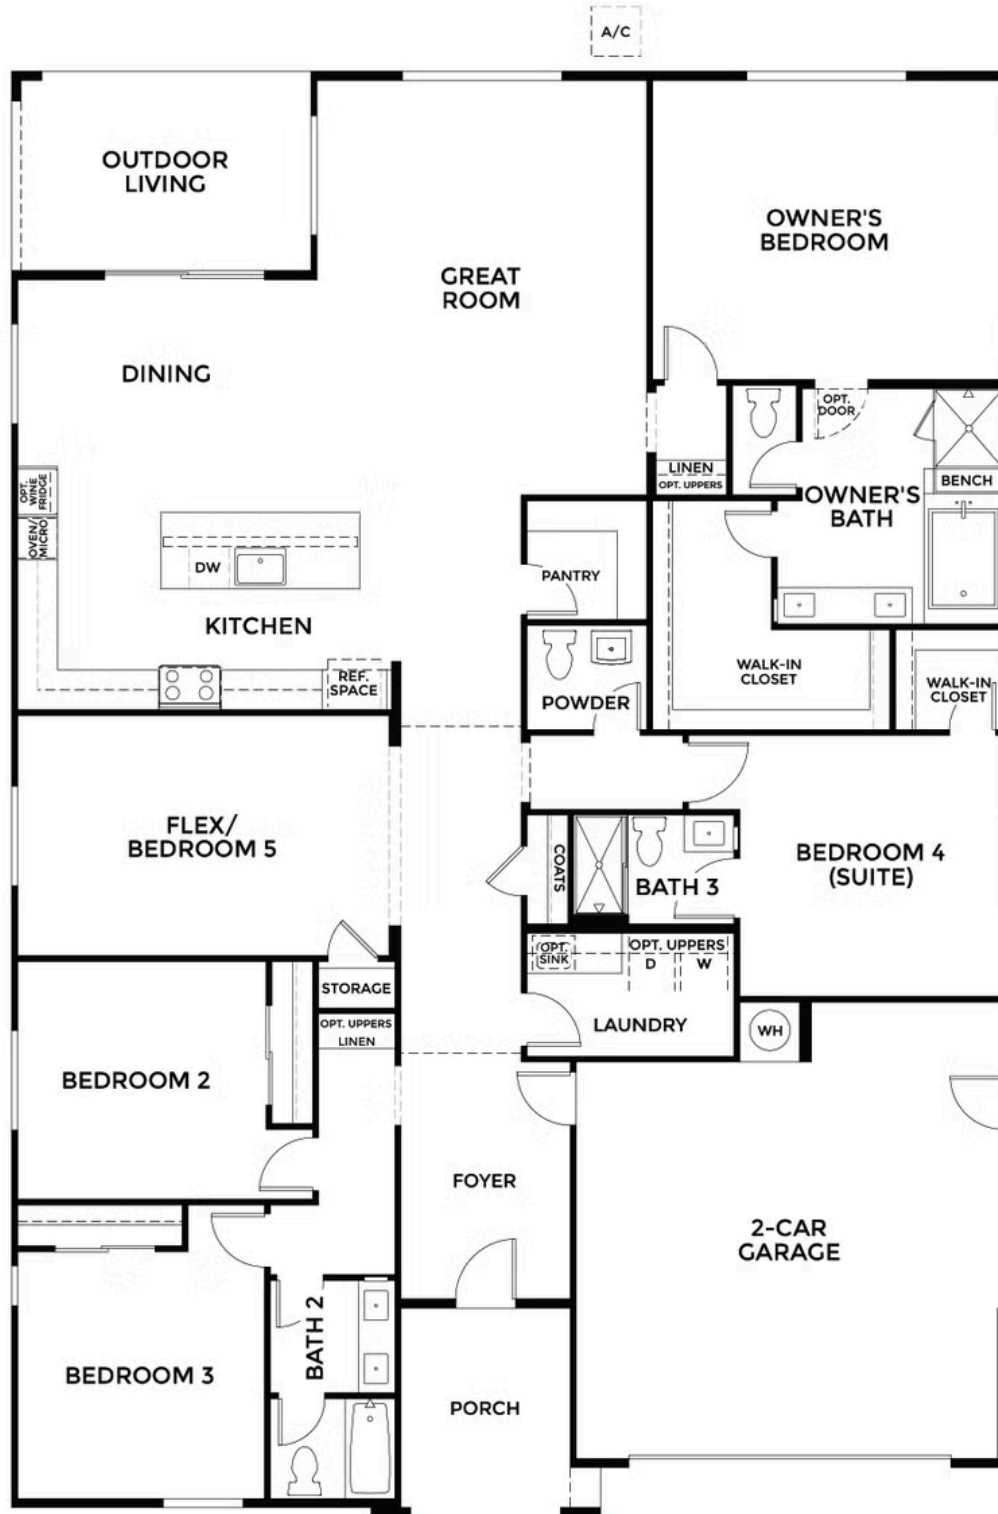 A/C
OUTDOOR
LIVING
OWNER'S
BEDROOM
GREAT
ROOM
DINING
OPT.
DOOR
LINEN
OPT. UPPERS
BENCH
OWNER'S
BATH
OPT.
WINE
FRIDGE
OVEN/
MICRO
DW
PANTRY
KITCHEN
REF.
SPACE
POWDER
WALK-IN
CLOSET
WALK-IN
CLOSET
FLEX/
BEDROOM 5
COATS
BATH 3
BEDROOM 4
(SUITE)
OPT.
SINK
OPT. UPPERS
D
W
STORAGE
OPT. UPPERS
LINEN
LAUNDRY
WH
BEDROOM 2
FOYER
2-CAR
GARAGE
BATH 2
BEDROOM 3
PORCH